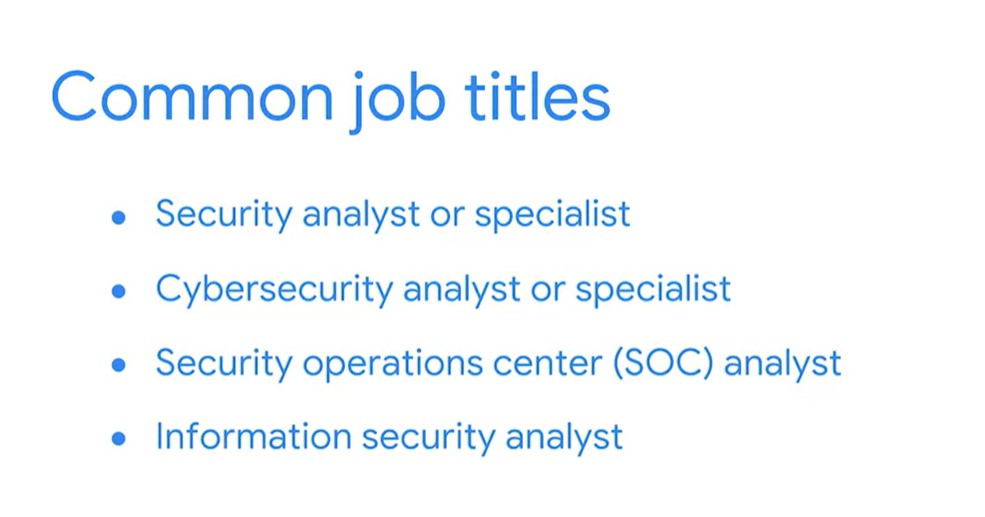 Common job titles
• Security analyst or specialist
• Cybersecurity analyst or specialist
• Security operations center (SOC) analyst
• Information security analyst